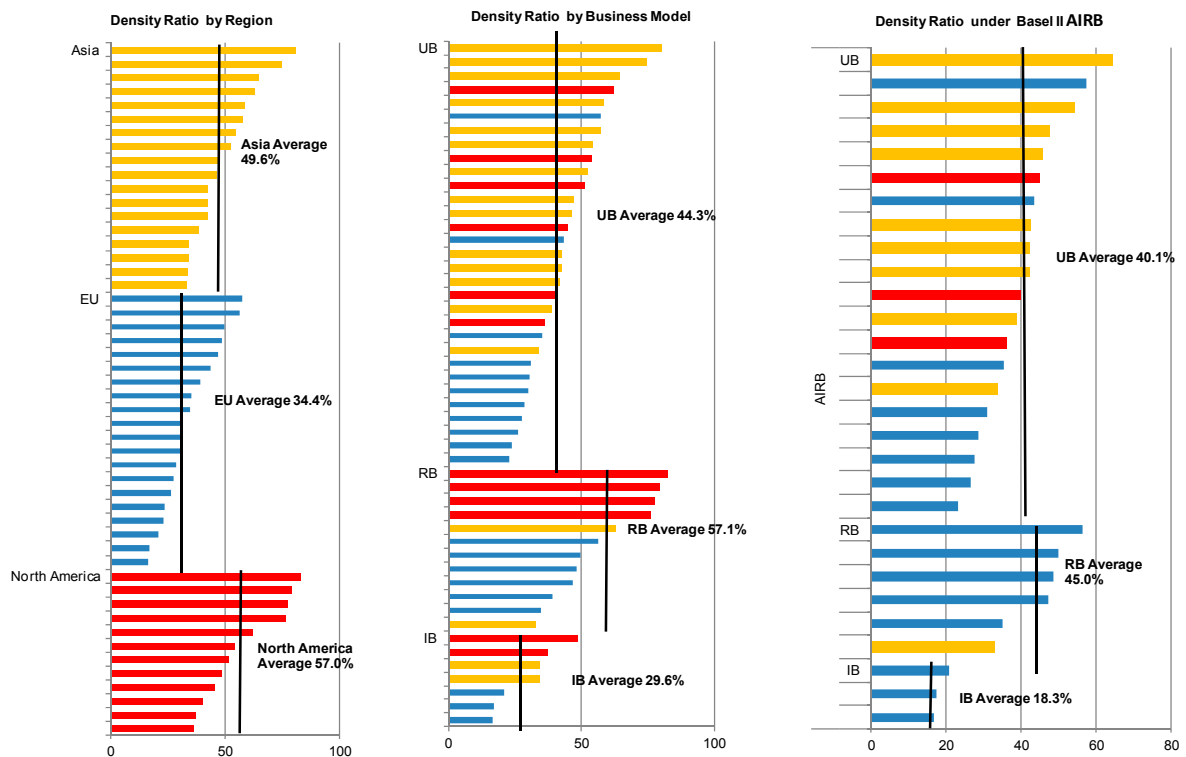 Density Ratio by Region
Asia
Asia Average
49.6%
EU
EU Average 34.4%
North America
North America
Average 57.0%
0
50
100
Density Ratio by Business Model
UB
UB Average 44.3%
RB
RB Average 57.1%
IB
IB Average 29.6%
0
50
100
Density Ratio under Basel II AIRB
UB
UB Average 40.1%
AIRB
RB
RB Average
45.0%
IB
IB Average 18.3%
0
20
40
60
80